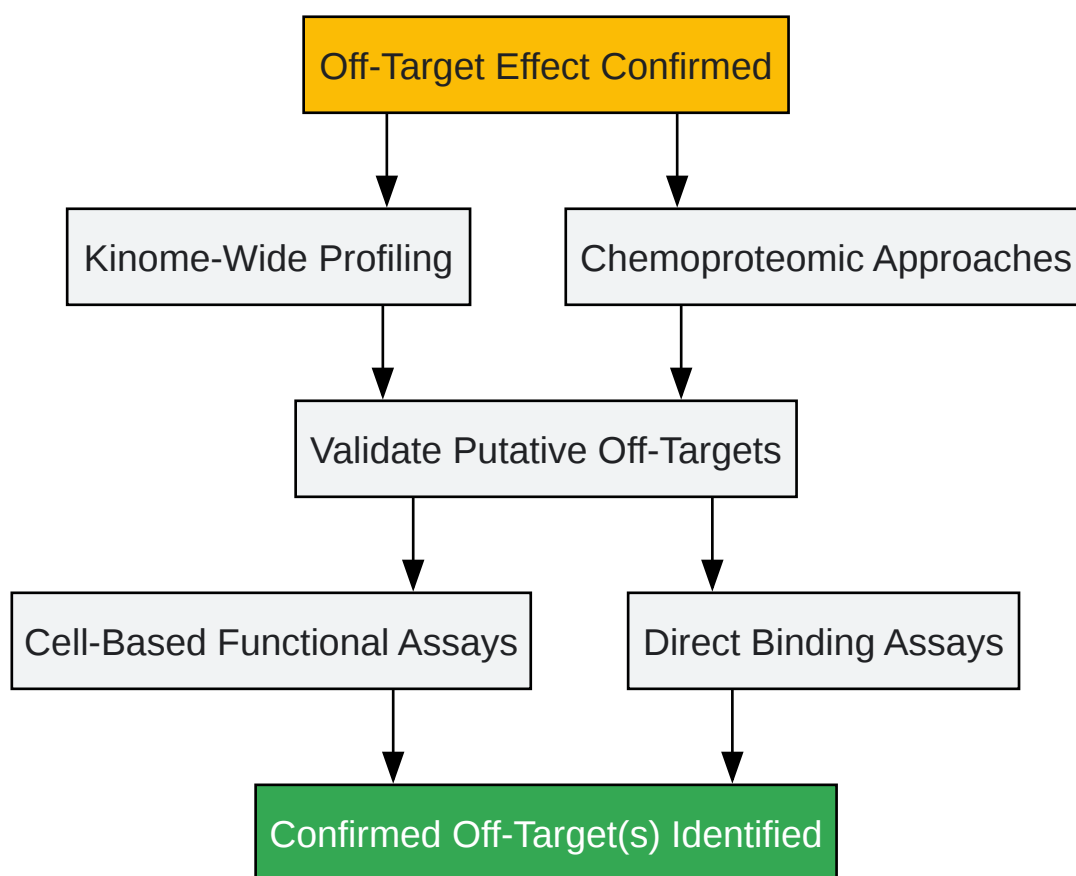 Off-Target Effect Confirmed
Kinome-Wide Profiling
Chemoproteomic Approaches
Validate Putative Off-Targets
Cell-Based Functional Assays
Direct Binding Assays
Confirmed Off-Target(s) Identified